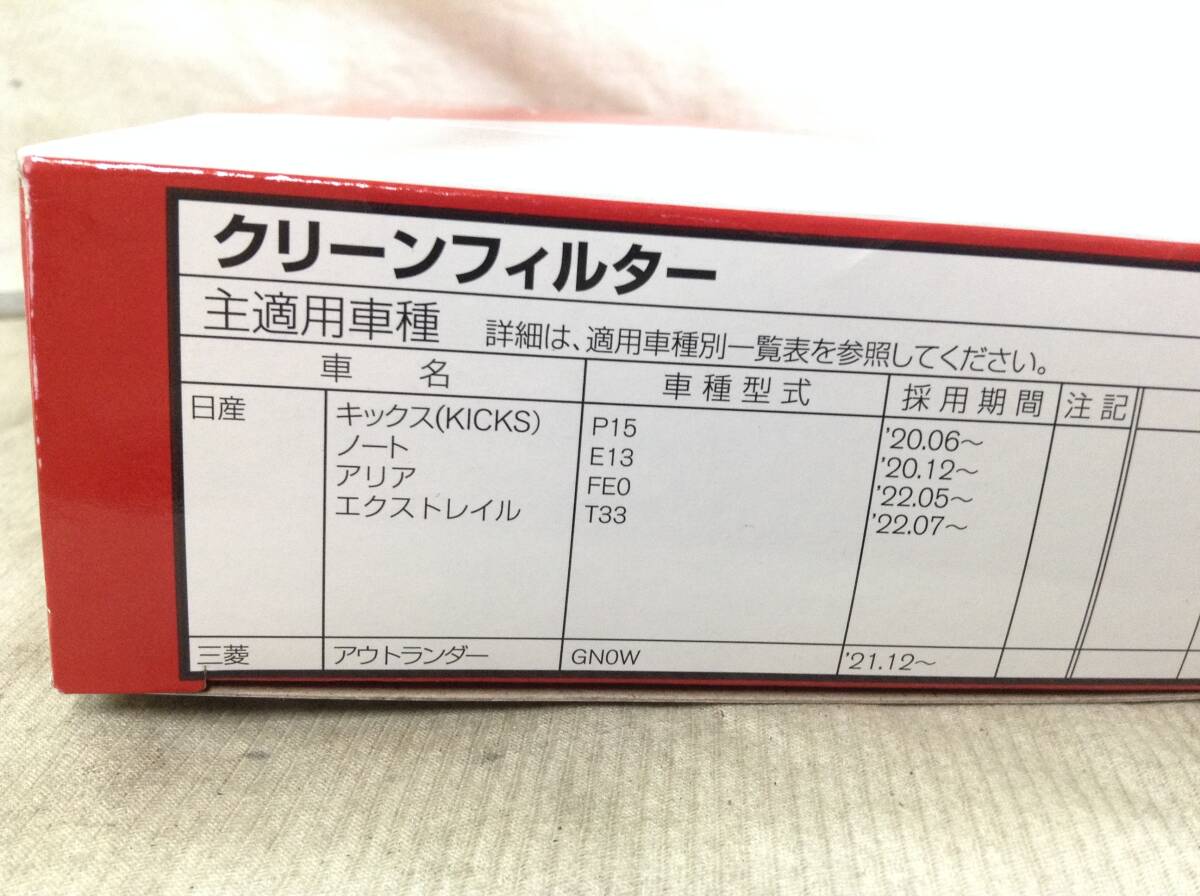 クリーンフィルター
主適用車種 詳細は、適用車種別一覧表を参照してください。
車名 車種型式 採用期間 注記
日産 キックス(KICKS) P15 '20.06〜
ノート E13 '20.12〜
アリア FE0 '22.05〜
エクストレイル T33 '22.07〜
三菱 アウトランダー GN0W '21.12〜